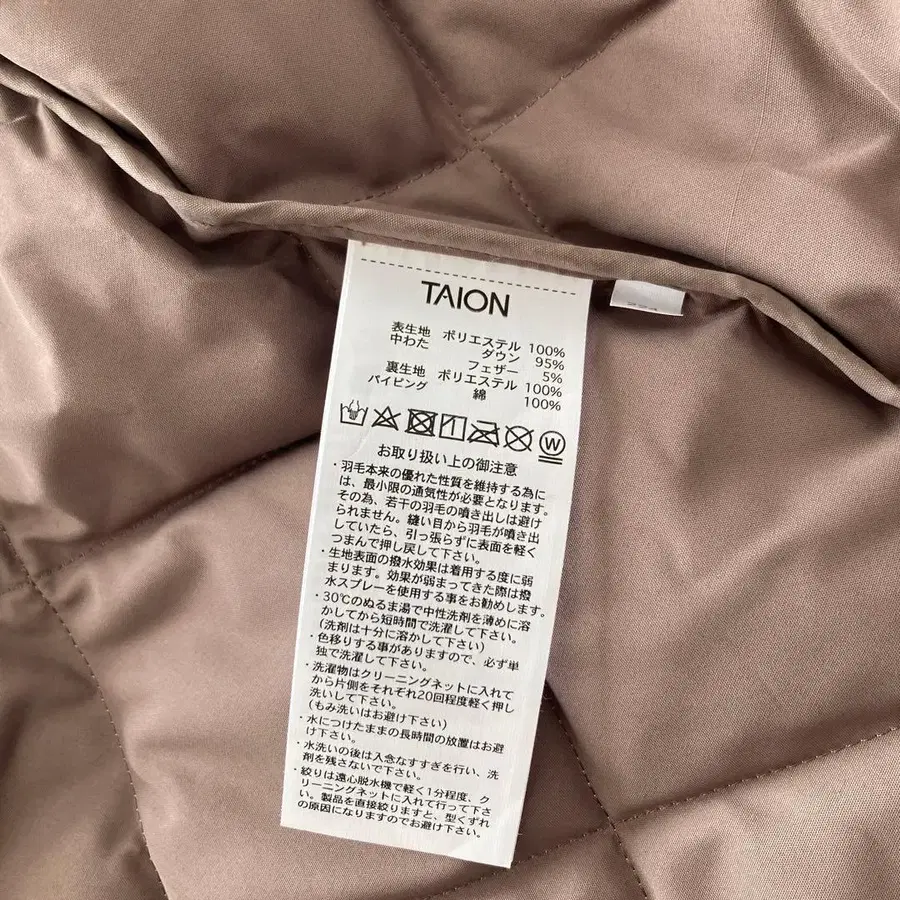 TAION
表生地 ポリエステル 100%
中わた ダウン 95%
フェザー 5%
裏生地 ポリエステル 100%
パイピング 綿 100%
W
お取り扱い上の御注意
・羽毛本来の優れた性質を維持する為に
は、最小限の通気性が必要となります。
その為、若干の羽毛の噴き出しは避け
られません。縫い目から羽毛が噴き出
していたら、引っ張らずに表面を軽く
つまんで押し戻して下さい。
・生地表面の撥水効果は着用する度に弱
まります。効果が弱まってきた際は撥
水スプレーを使用する事をお勧めします。
・30℃のぬるま湯で中性洗剤を薄めに溶
かしてから短時間で洗濯して下さい。
(洗剤は十分に溶かして下さい)
・色移りする事がありますので、必ず単
独で洗濯して下さい。
・洗濯物はクリーニングネットに入れて
から片側をそれぞれ20回程度軽く押し
洗いして下さい。
(もみ洗いはお避け下さい)
・水につけたままの長時間の放置はお避
け下さい。
・水洗いの後は入念なすすぎを行い、洗
剤を残さないで下さい。
・絞りは遠心脱水機で軽く1分程度、ク
リーニングネットに入れて行って下さ
い。製品を直接絞りますと、型くずれ
の原因になりますのでお避け下さい。